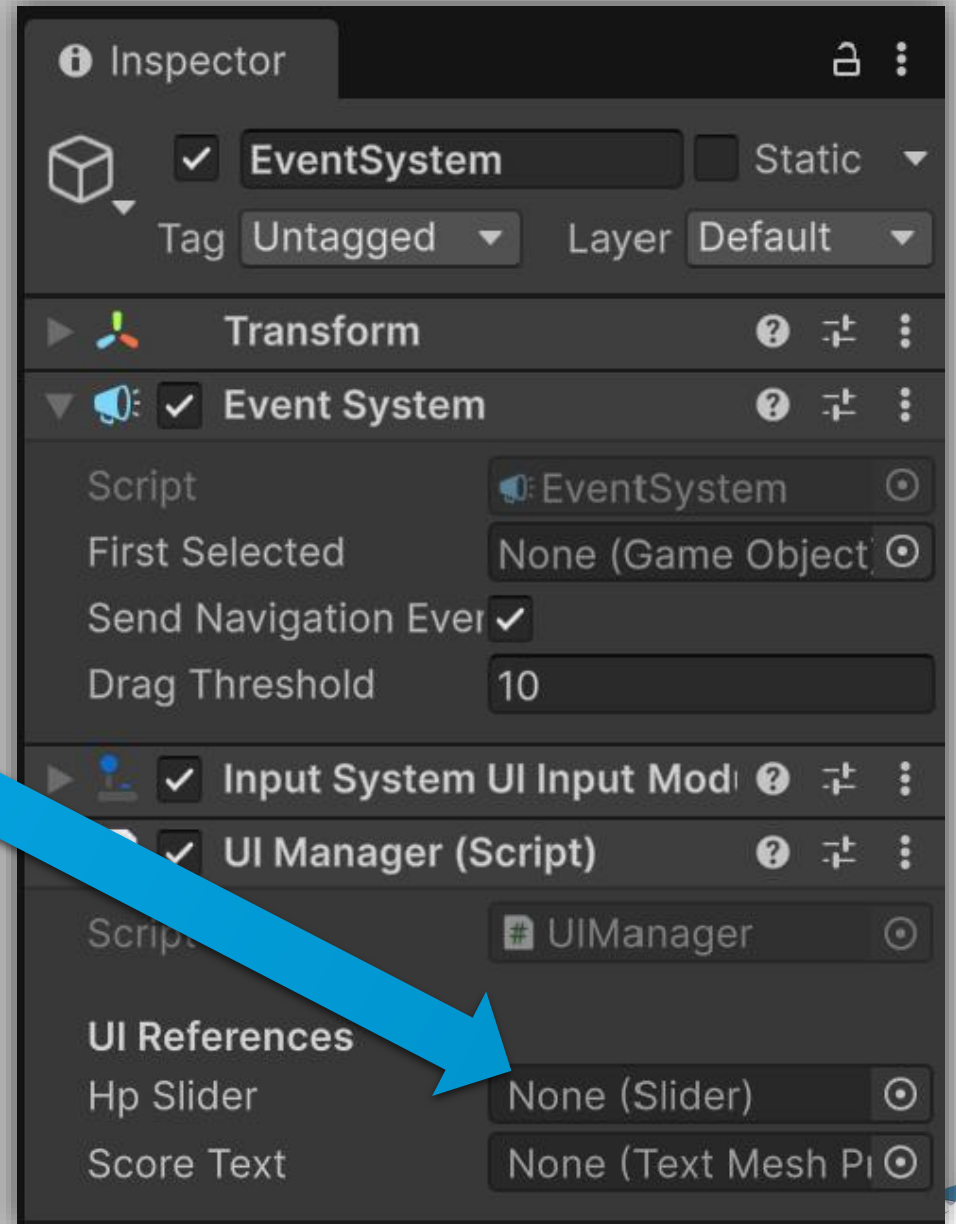 Inspector
EventSystem Static
Tag Untagged Layer Default
Transform
Event System
Script EventSystem
First Selected None (Game Object)
Send Navigation Ever
Drag Threshold 10
Input System UI Input Mod
UI Manager (Script)
Script # UIManager
UI References
Hp Slider None (Slider)
Score Text None (Text Mesh Pr